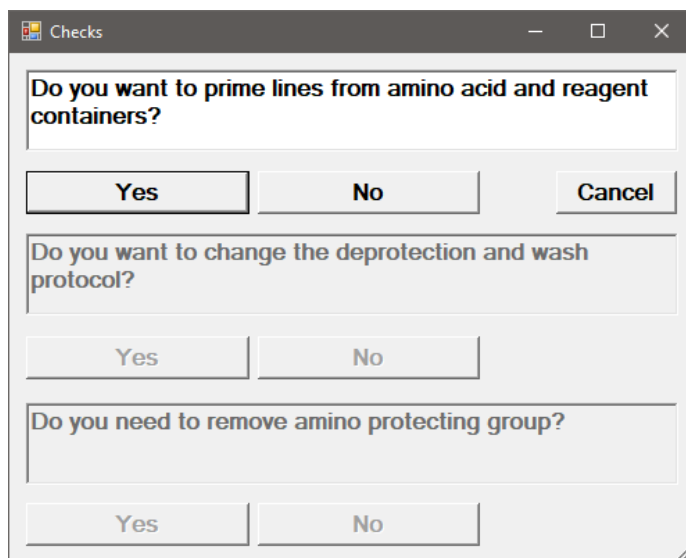 Checks
Do you want to prime lines from amino acid and reagent
containers?
Yes No Cancel
Do you want to change the deprotection and wash
protocol?
Yes No
Do you need to remove amino protecting group?
Yes No